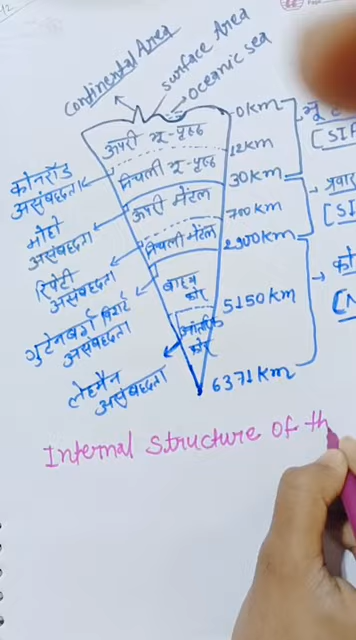 Page
Continental Area
surface Area
oceanic sea
0km
ऊपरी भू-पृष्ठ
12km
निचली भू-पृष्ठ
30km
ऊपरी मेंटल
700km
निचली मेंटल
2900km
बाह्य कोर
5150km
आंतरिक कोर
6371km
कोनरॉड
असंबद्धता
मोहो
असंबद्धता
रिपेटी
असंबद्धता
गुटेनबर्ग विचार्ट
असंबद्धता
लेहमैन
असंबद्धता
[SI
Internal structure of th